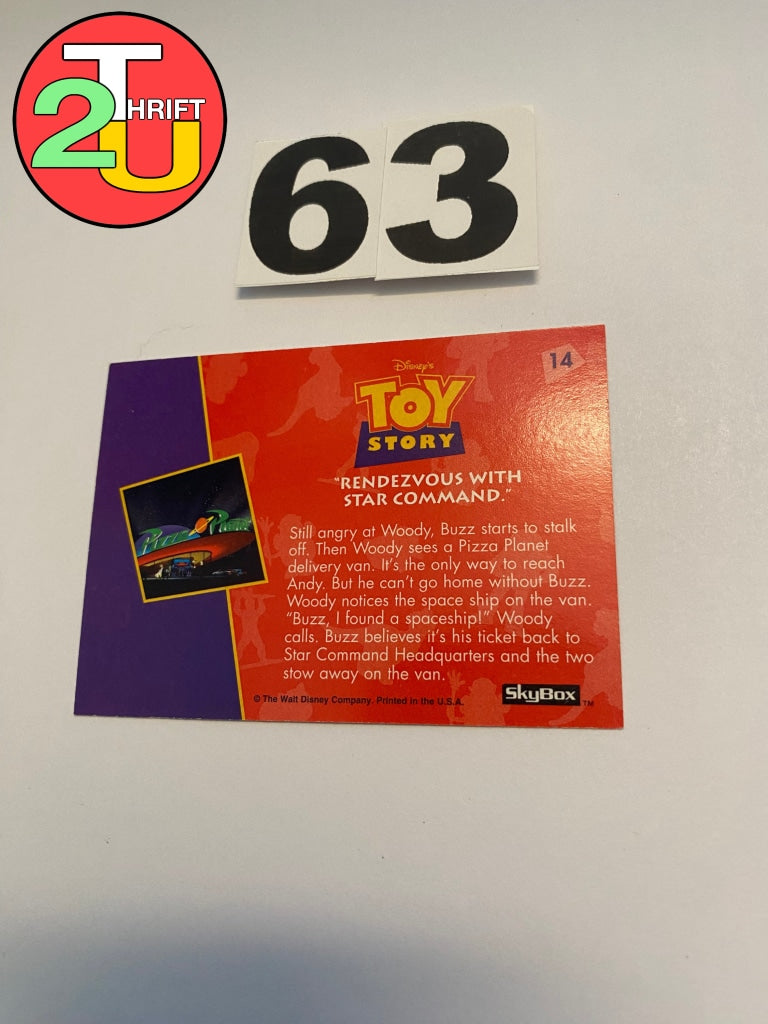 T
2 HRIFT
U
63
14
Disney's
TOY
STORY
"RENDEZVOUS WITH
STAR COMMAND."
Still angry at Woody, Buzz starts to stalk
off. Then Woody sees a Pizza Planet
delivery van. It's the only way to reach
Andy. But he can't go home without Buzz.
Woody notices the space ship on the van.
"Buzz, I found a spaceship!" Woody
calls. Buzz believes it's his ticket back to
Star Command Headquarters and the two
stow away on the van.
Pizza Planet
© The Walt Disney Company. Printed in the U.S.A.
SkyBox TM